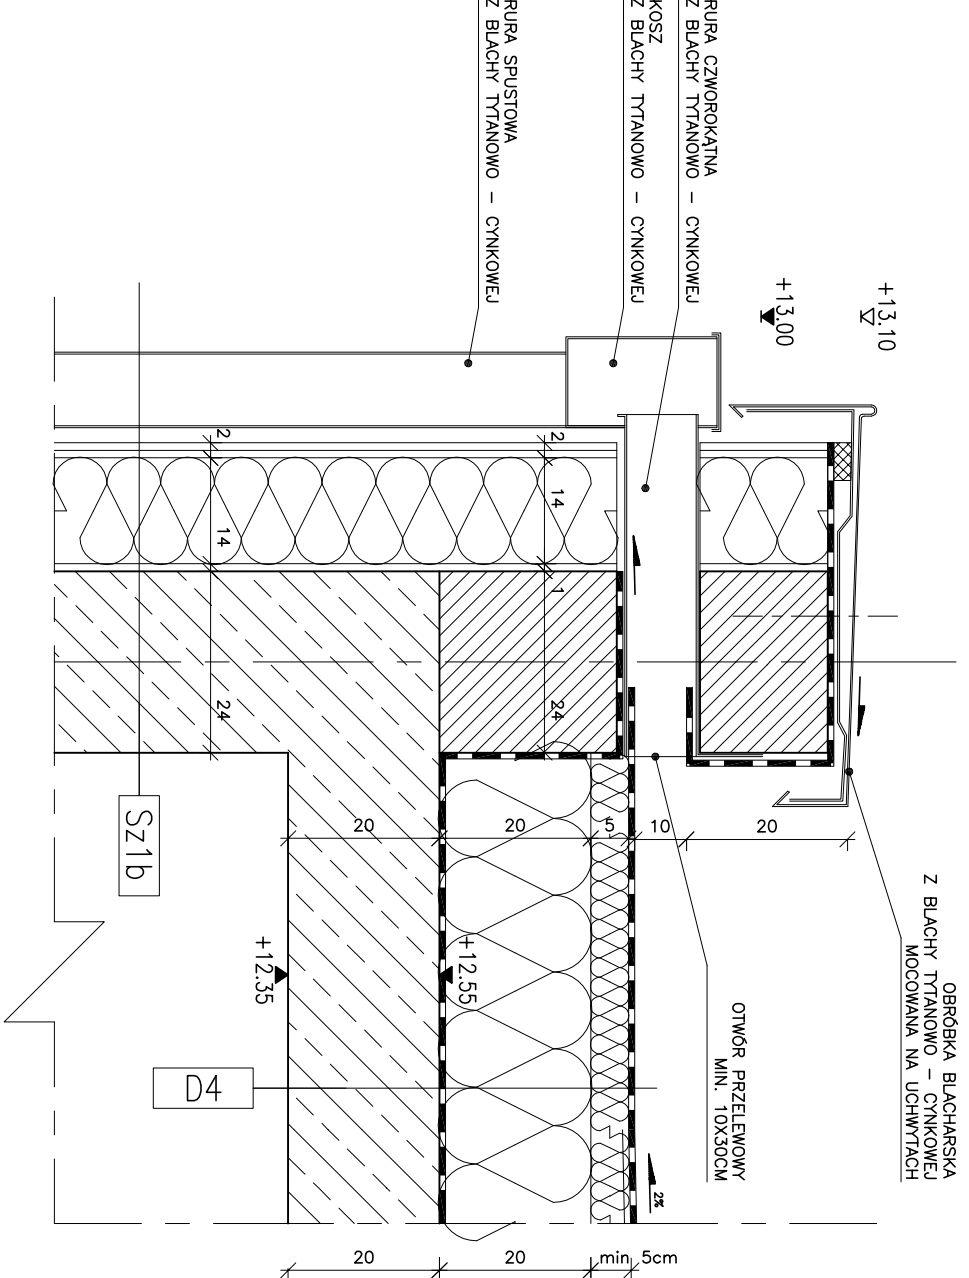 RURA SPUSTOWA
Z BLACHY TYTANOWO – CYNKOWEJ
KOSZ
Z BLACHY TYTANOWO – CYNKOWEJ
RURA CZWOROKĄTNA
Z BLACHY TYTANOWO – CYNKOWEJ
+13.00
+13.10
2
14
14
24
2
14
1
24
20
20
5
10
20
Sz1b
+12.35
+12.55
D4
OTWÓR PRZELEWOWY
MIN. 10X30CM
OBRÓBKA BLACHARSKA
Z BLACHY TYTANOWO – CYNKOWEJ
MOCOWANA NA UCHWYTACH
2%
20
20
min 5cm